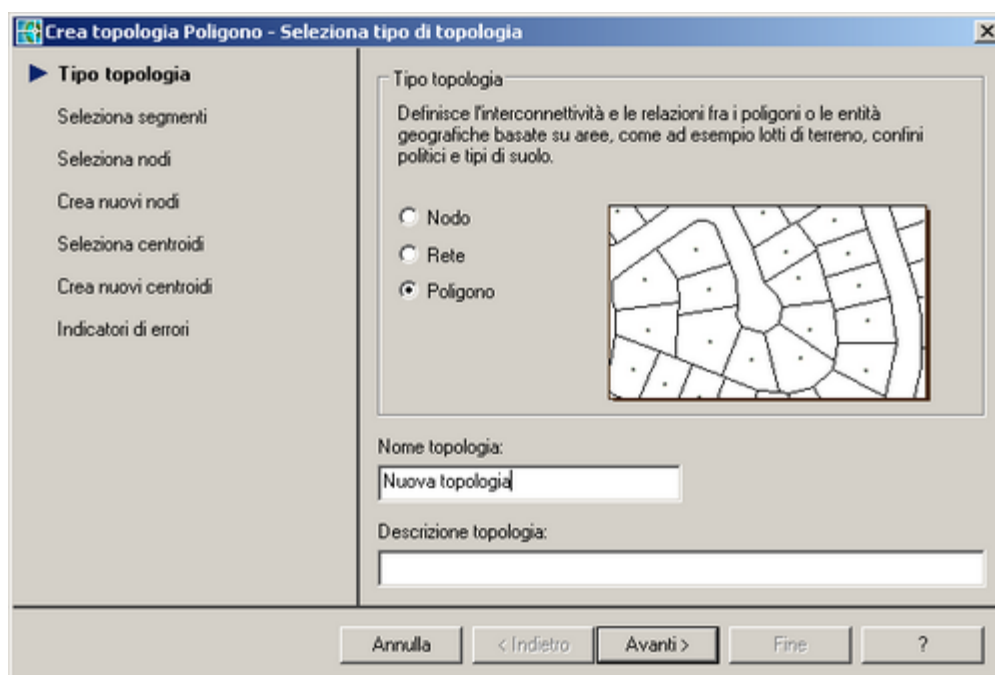 Crea topologia Poligono - Seleziona tipo di topologia
Tipo topologia
Seleziona segmenti
Seleziona nodi
Crea nuovi nodi
Seleziona centroidi
Crea nuovi centroidi
Indicatori di errori
Tipo topologia
Definisce l'interconnettività e le relazioni fra i poligoni o le entità
geografiche basate su aree, come ad esempio lotti di terreno, confini
politici e tipi di suolo.
Nodo
Rete
Poligono
Nome topologia:
Nuova topologia
Descrizione topologia:
Annulla
< Indietro
Avanti >
Fine
?